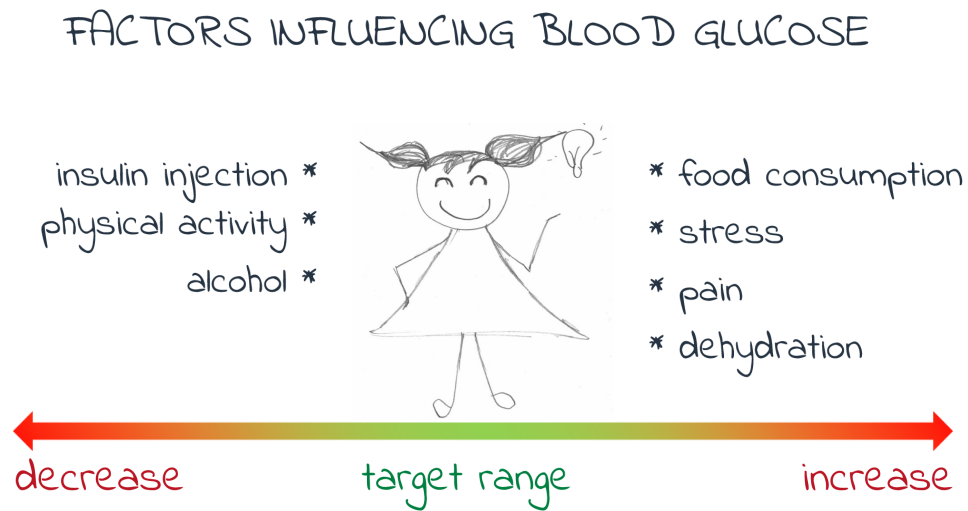 FACTORS INFLUENCING BLOOD GLUCOSE
insulin injection *
physical activity *
alcohol *
* food consumption
* stress
* pain
* dehydration
decrease
target range
increase